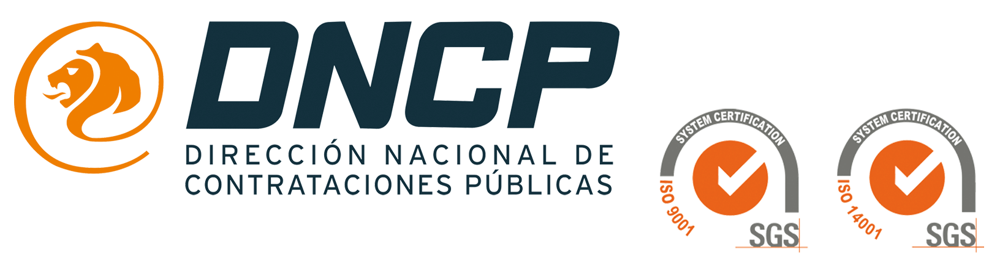 DNCP
DIRECCIÓN NACIONAL DE
CONTRATACIONES PÚBLICAS
SYSTEM CERTIFICATION
ISO 9001
SGS
SYSTEM CERTIFICATION
ISO 14001
SGS